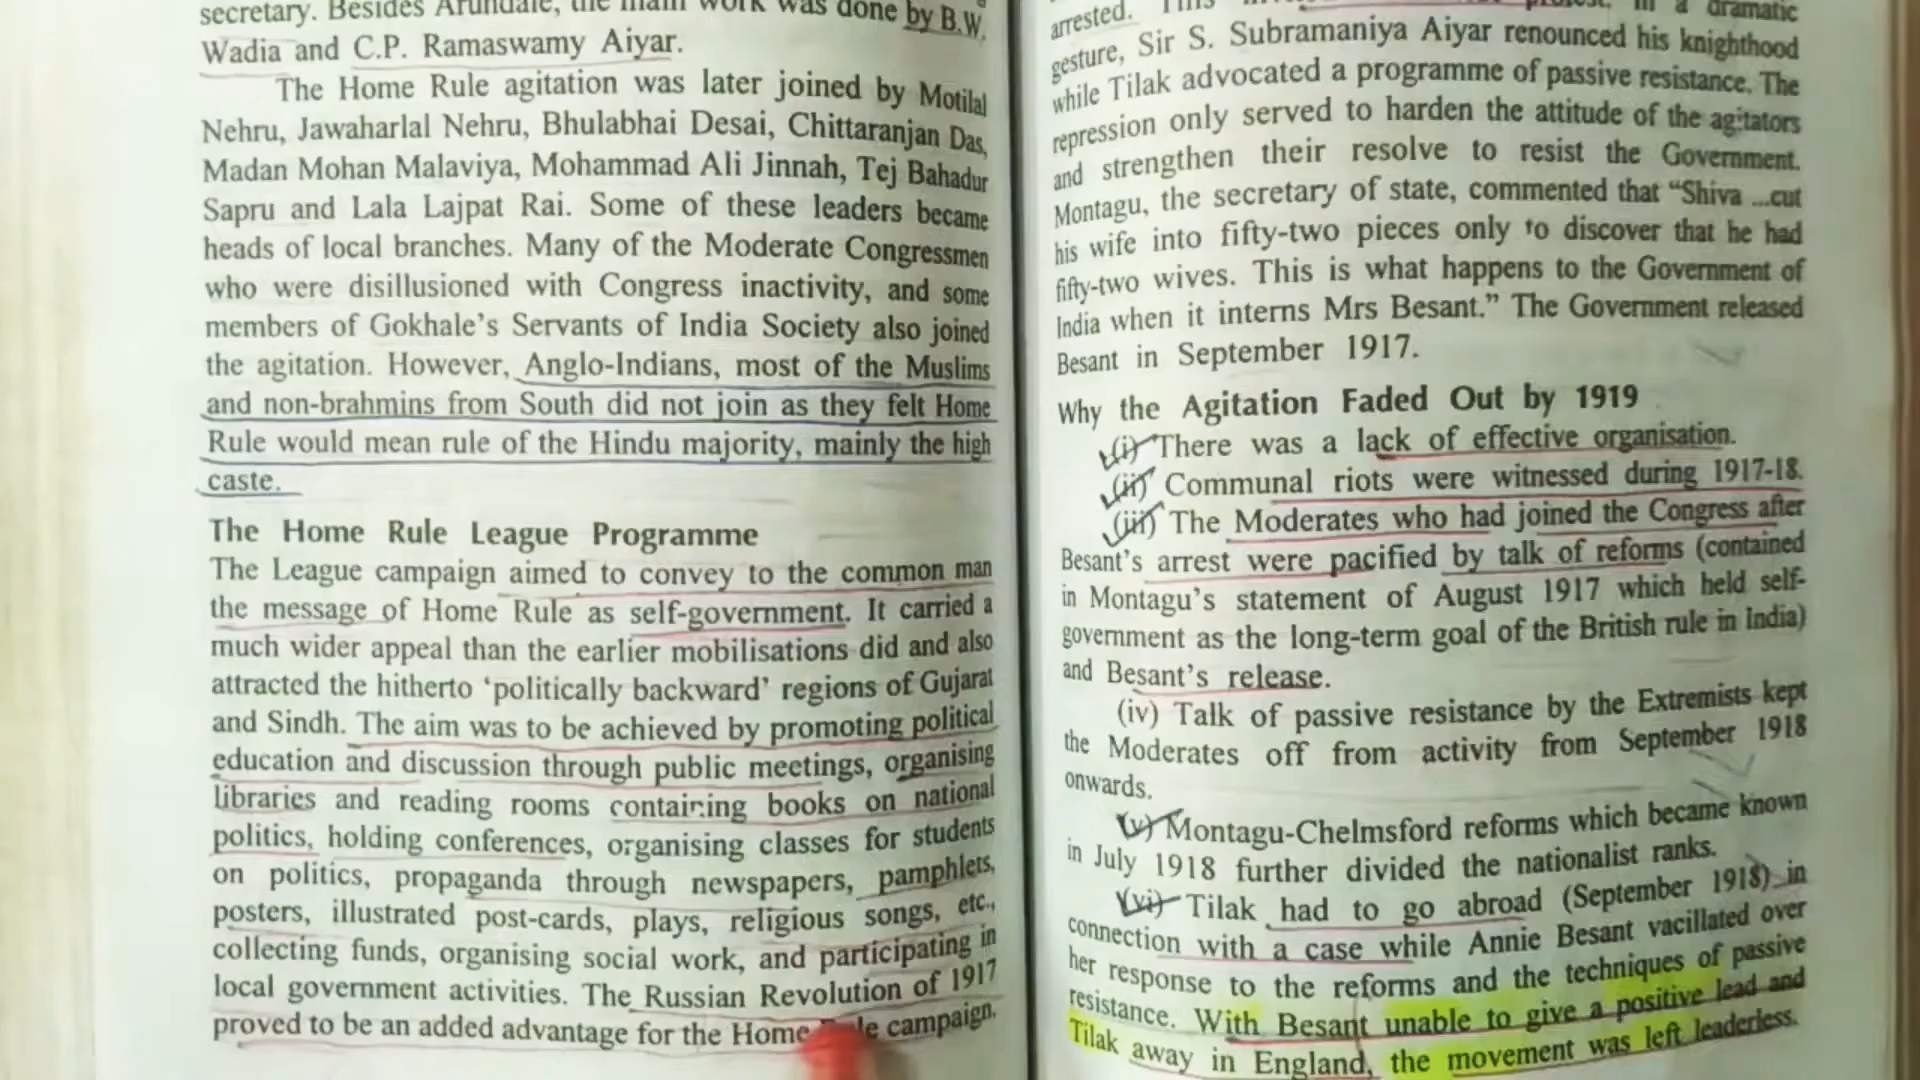 secretary. Besides Arundale, the main work was done by B.W.
Wadia and C.P. Ramaswamy Aiyar.
The Home Rule agitation was later joined by Motilal
Nehru, Jawaharlal Nehru, Bhulabhai Desai, Chittaranjan Das,
Madan Mohan Malaviya, Mohammad Ali Jinnah, Tej Bahadur
Sapru and Lala Lajpat Rai. Some of these leaders became
heads of local branches. Many of the Moderate Congressmen
who were disillusioned with Congress inactivity, and some
members of Gokhale's Servants of India Society also joined
the agitation. However, Anglo-Indians, most of the Muslims
and non-brahmins from South did not join as they felt Home
Rule would mean rule of the Hindu majority, mainly the high
caste.
The Home Rule League Programme
The League campaign aimed to convey to the common man
the message of Home Rule as self-government. It carried a
much wider appeal than the earlier mobilisations did and also
attracted the hitherto 'politically backward' regions of Gujarat
and Sindh. The aim was to be achieved by promoting political
education and discussion through public meetings, organising
libraries and reading rooms containing books on national
politics, holding conferences, organising classes for students
on politics, propaganda through newspapers, pamphlets,
posters, illustrated post-cards, plays, religious songs, etc.,
collecting funds, organising social work, and participating in
local government activities. The Russian Revolution of 1917
proved to be an added advantage for the Home Rule campaign.
arrested. This in a dramatic
gesture, Sir S. Subramaniya Aiyar renounced his knighthood
while Tilak advocated a programme of passive resistance. The
repression only served to harden the attitude of the agitators
and strengthen their resolve to resist the Government.
Montagu, the secretary of state, commented that "Shiva ...cut
his wife into fifty-two pieces only to discover that he had
fifty-two wives. This is what happens to the Government of
India when it interns Mrs Besant." The Government released
Besant in September 1917.
Why the Agitation Faded Out by 1919
(i) There was a lack of effective organisation.
(ii) Communal riots were witnessed during 1917-18.
(iii) The Moderates who had joined the Congress after
Besant's arrest were pacified by talk of reforms (contained
in Montagu's statement of August 1917 which held self-
government as the long-term goal of the British rule in India)
and Besant's release.
(iv) Talk of passive resistance by the Extremists kept
the Moderates off from activity from September 1918
onwards.
(v) Montagu-Chelmsford reforms which became known
in July 1918 further divided the nationalist ranks.
(vi) Tilak had to go abroad (September 1918) in
connection with a case while Annie Besant vacillated over
her response to the reforms and the techniques of passive
resistance. With Besant unable to give a positive lead and
Tilak away in England, the movement was left leaderless.